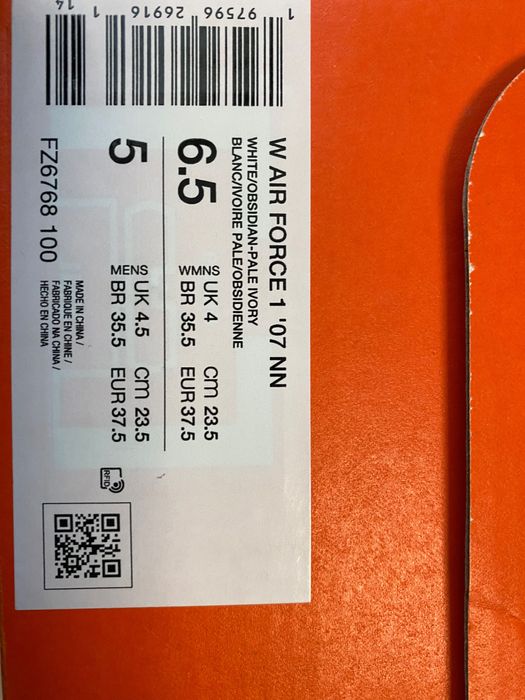 W AIR FORCE 1 '07 NN
WHITE/OBSIDIAN-PALE IVORY
BLANC/IVOIRE PALE/OBSIDIENNE
6.5
WMNS
UK 4 CM 23.5
BR 35.5 EUR 37.5
5
MENS
UK 4.5 CM 23.5
BR 35.5 EUR 37.5
FZ6768 100
MADE IN CHINA /
FABRIQUE EN CHINE /
FABRICADO NA CHINA /
HECHO EN CHINA
RFID
1 97596 26916 1
14